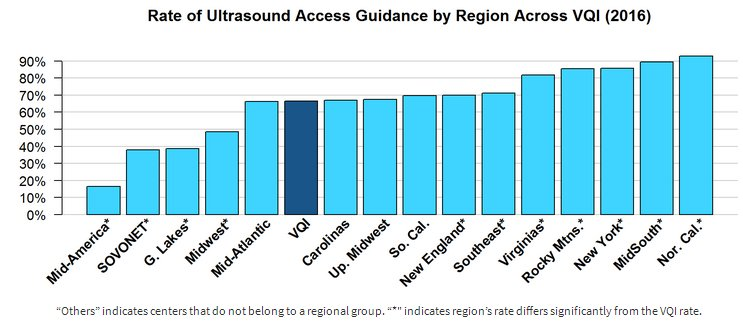 Rate of Ultrasound Access Guidance by Region Across VQI (2016)
90%
80%
70%
60%
50%
40%
30%
20%
10%
0%
Mid-America*
SOVONET*
G. Lakes*
Midwest*
Mid-Atlantic
VQI
Carolinas
Up. Midwest
So. Cal.
New England*
Southeast*
Virginias*
Rocky Mtns.*
New York*
MidSouth*
Nor. Cal.*
“Others” indicates centers that do not belong to a regional group. “*" indicates region’s rate differs significantly from the VQI rate.